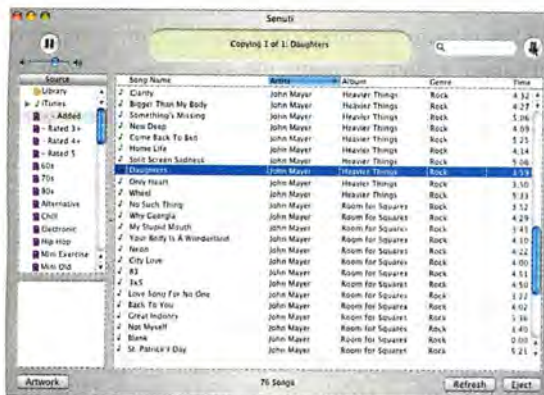 Senuti
Copying 1 of 1: Daughters
Source
Library
iTunes
- Added
- Rated 3+
- Rated 4+
- Rated 5
60s
70s
80s
Alternative
Chill
Electronic
Hip Hop
Mini Exercise
Mini Old
Song Name Artist Album Genre Time
Clarity John Mayer Heavier Things Rock 4:32
Bigger Than My Body John Mayer Heavier Things Rock 4:27
Something's Missing John Mayer Heavier Things Rock 5:06
New Deep John Mayer Heavier Things Rock 4:09
Come Back To Bed John Mayer Heavier Things Rock 5:25
Home Life John Mayer Heavier Things Rock 4:14
Split Screen Sadness John Mayer Heavier Things Rock 5:06
Daughters John Mayer Heavier Things Rock 3:59
Only Heart John Mayer Heavier Things Rock 3:50
Wheel John Mayer Heavier Things Rock 5:33
No Such Thing John Mayer Room for Squares Rock 3:52
Why Georgia John Mayer Room for Squares Rock 4:29
My Stupid Mouth John Mayer Room for Squares Rock 3:45
Your Body Is A Wonderland John Mayer Room for Squares Rock 4:10
Neon John Mayer Room for Squares Rock 4:22
City Love John Mayer Room for Squares Rock 4:00
83 John Mayer Room for Squares Rock 4:51
3x5 John Mayer Room for Squares Rock 4:50
Love Song For No One John Mayer Room for Squares Rock 3:22
Back To You John Mayer Room for Squares Rock 4:02
Great Indoors John Mayer Room for Squares Rock 3:36
Not Myself John Mayer Room for Squares Rock 3:40
Blank John Mayer Room for Squares Rock 0:00
St. Patrick's Day John Mayer Room for Squares Rock 5:21
Artwork
76 Songs
Refresh
Eject